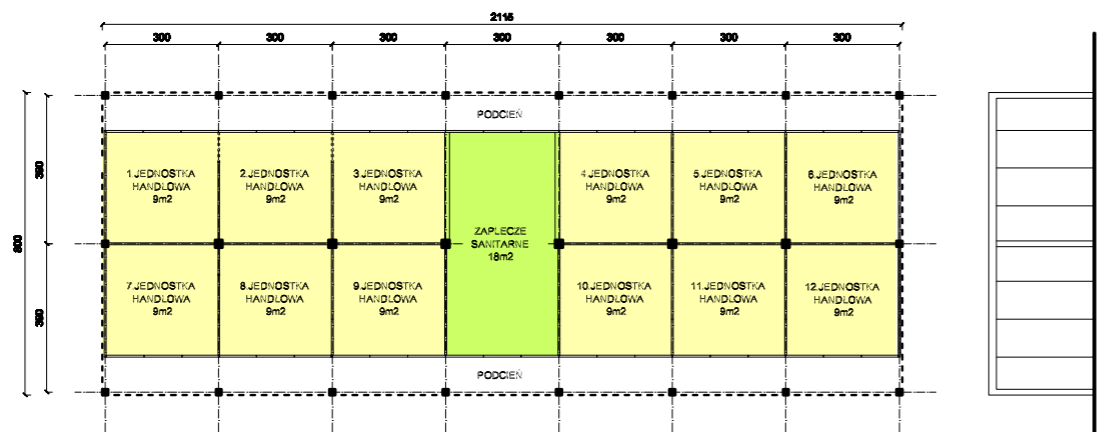 2115
300 300 300 300 300 300 300
PODCIEŃ
1.JEDNOSTKA
HANDLOWA
9m2
2.JEDNOSTKA
HANDLOWA
9m2
3.JEDNOSTKA
HANDLOWA
9m2
4.JEDNOSTKA
HANDLOWA
9m2
5.JEDNOSTKA
HANDLOWA
9m2
6.JEDNOSTKA
HANDLOWA
9m2
390
800
ZAPLECZE
SANITARNE
18m2
7.JEDNOSTKA
HANDLOWA
9m2
8.JEDNOSTKA
HANDLOWA
9m2
9.JEDNOSTKA
HANDLOWA
9m2
10.JEDNOSTKA
HANDLOWA
9m2
11.JEDNOSTKA
HANDLOWA
9m2
12.JEDNOSTKA
HANDLOWA
9m2
390
PODCIEŃ